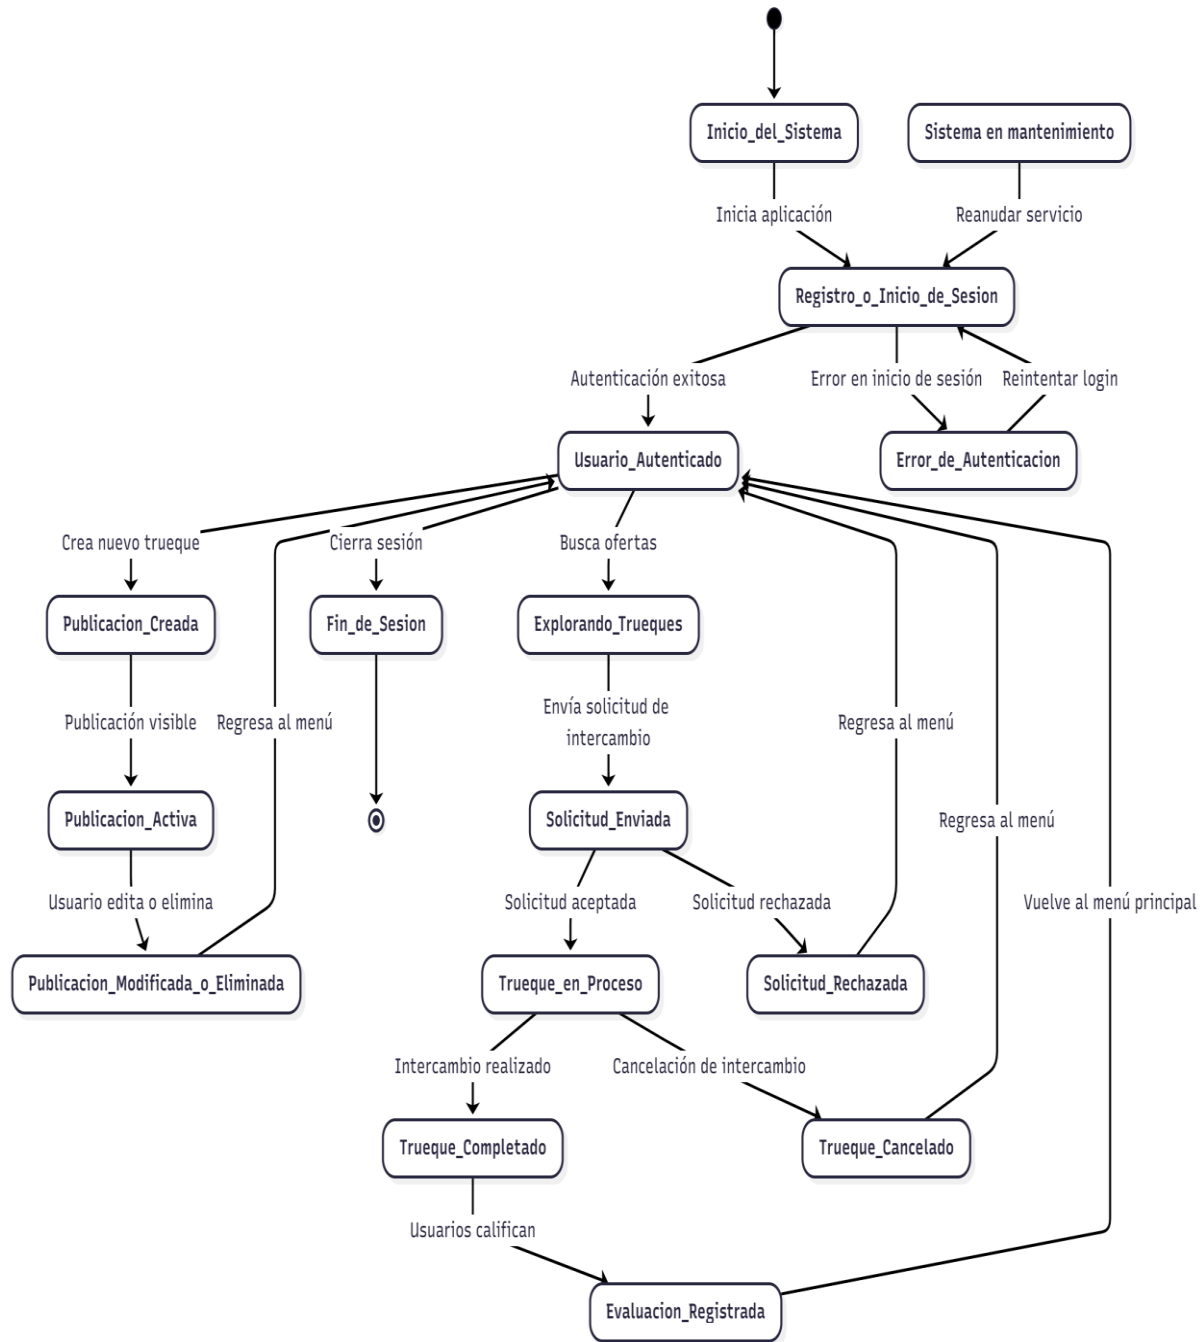 Inicio_del_Sistema
Sistema en mantenimiento
Inicia aplicación
Reanudar servicio
Registro_o_Inicio_de_Sesion
Autenticación exitosa
Error en inicio de sesión
Reintentar login
Usuario_Autenticado
Error_de_Autenticacion
Crea nuevo trueque
Cierra sesión
Busca ofertas
Publicacion_Creada
Fin_de_Sesion
Explorando_Trueques
Envía solicitud de
intercambio
Publicación visible
Regresa al menú
Regresa al menú
Publicacion_Activa
Solicitud_Enviada
Regresa al menú
Usuario edita o elimina
Solicitud aceptada
Solicitud rechazada
Vuelve al menú principal
Publicacion_Modificada_o_Eliminada
Trueque_en_Proceso
Solicitud_Rechazada
Intercambio realizado
Cancelación de intercambio
Trueque_Completado
Trueque_Cancelado
Usuarios califican
Evaluacion_Registrada